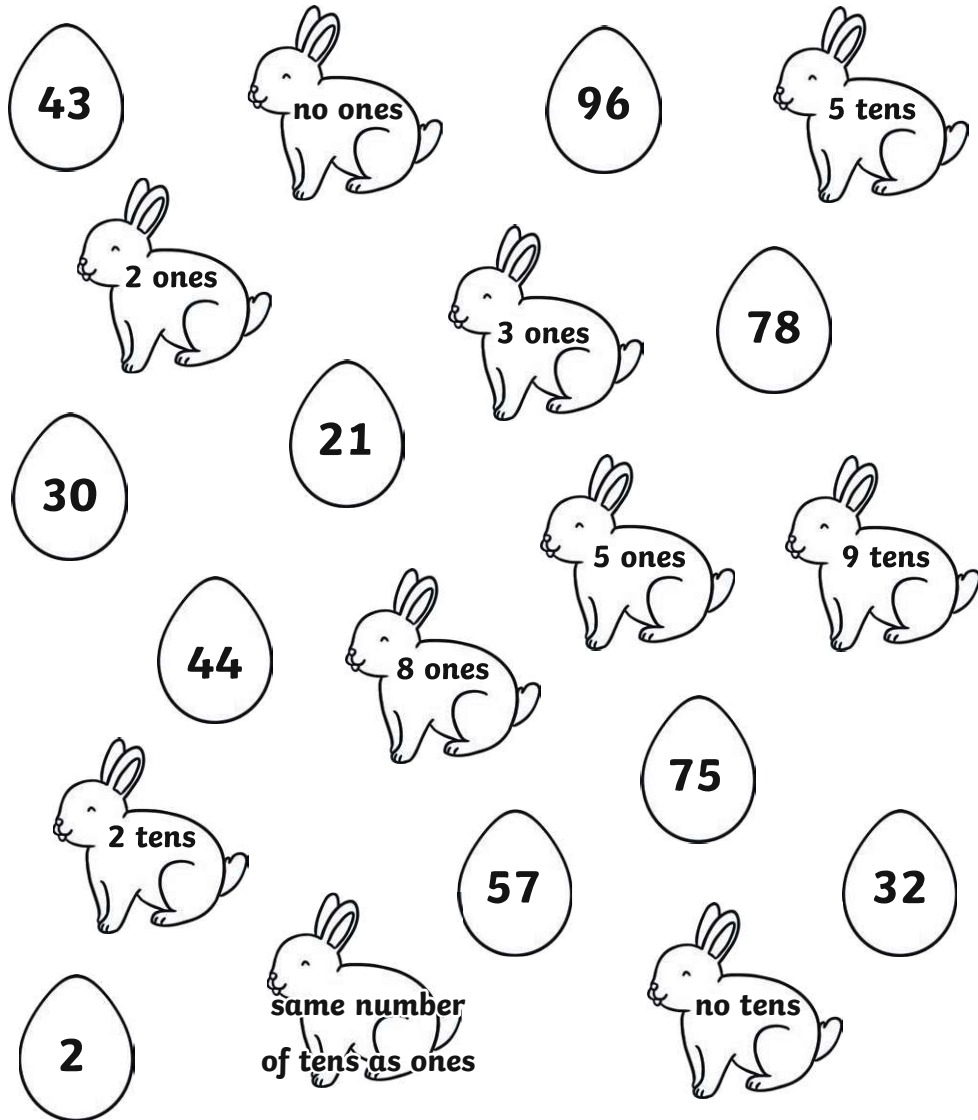 43
no ones
96
5 tens
2 ones
3 ones
78
21
30
5 ones
9 tens
44
8 ones
75
2 tens
57
32
same number
of tens as ones
no tens
2